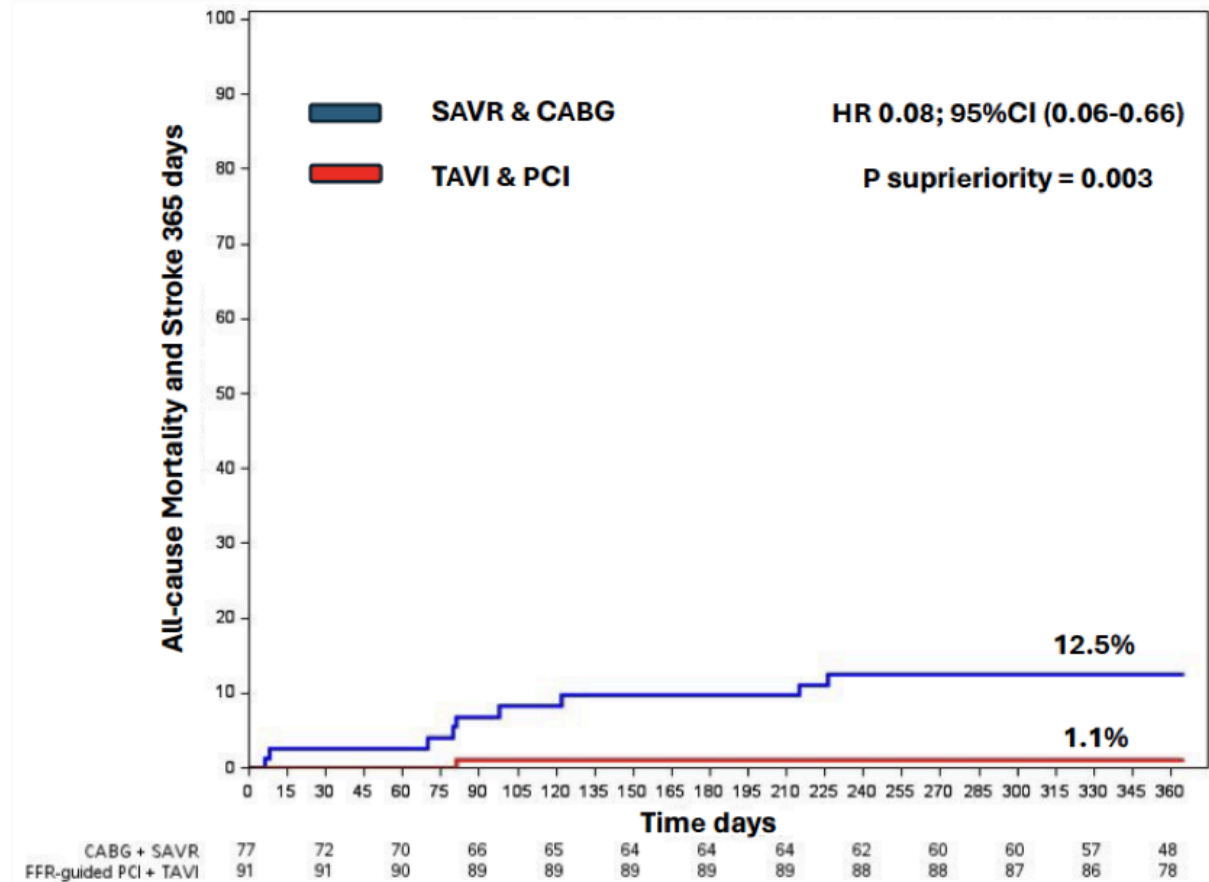 All-cause Mortality and Stroke 365 days
100
90
80
70
60
50
40
30
20
10
0
SAVR & CABG
HR 0.08; 95%CI (0.06-0.66)
TAVI & PCI
P suprieriority = 0.003
12.5%
1.1%
0 15 30 45 60 75 90 105 120 135 150 165 180 195 210 225 240 255 270 285 300 315 330 345 360
Time days
CABG + SAVR 77 72 70 66 65 64 64 64 62 60 60 57 48
FFR-guided PCI + TAVI 91 91 90 89 89 89 89 89 88 88 87 86 78